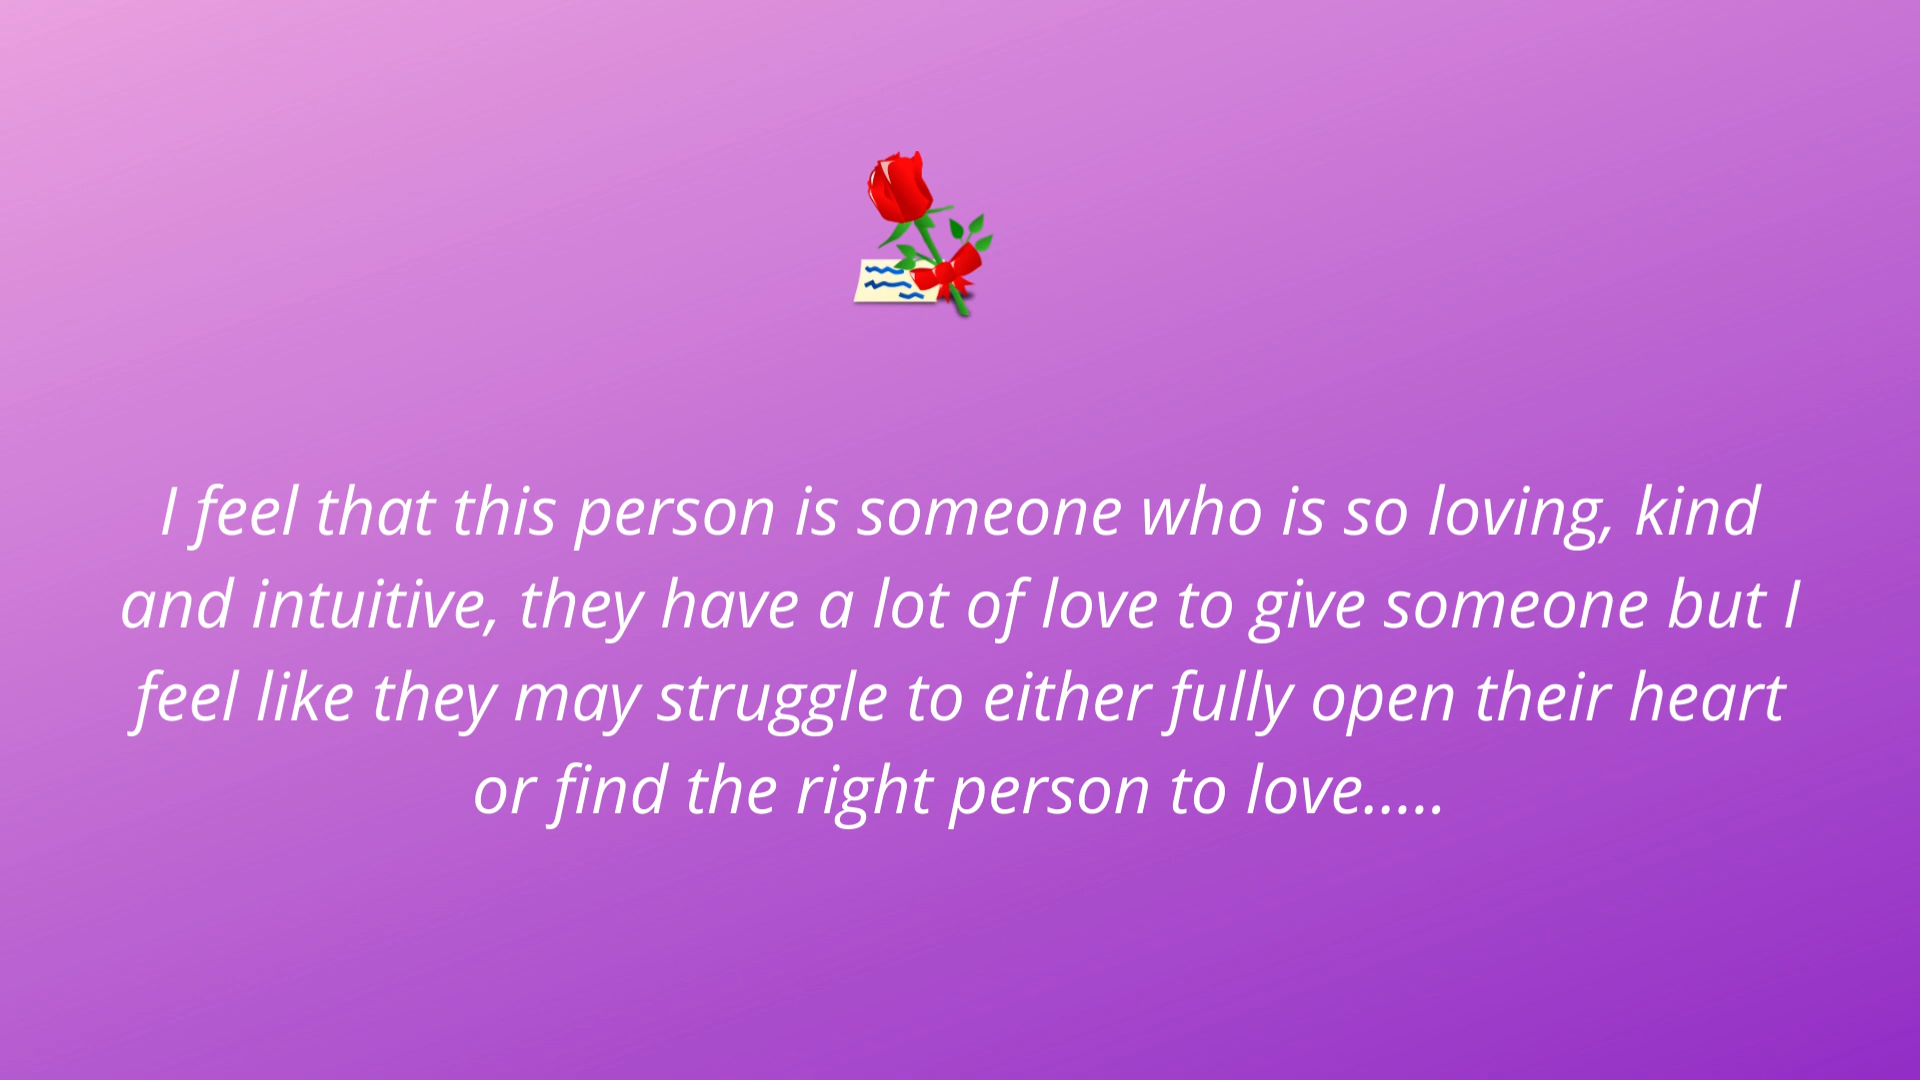 I feel that this person is someone who is so loving, kind
and intuitive, they have a lot of love to give someone but I
feel like they may struggle to either fully open their heart
or find the right person to love.....